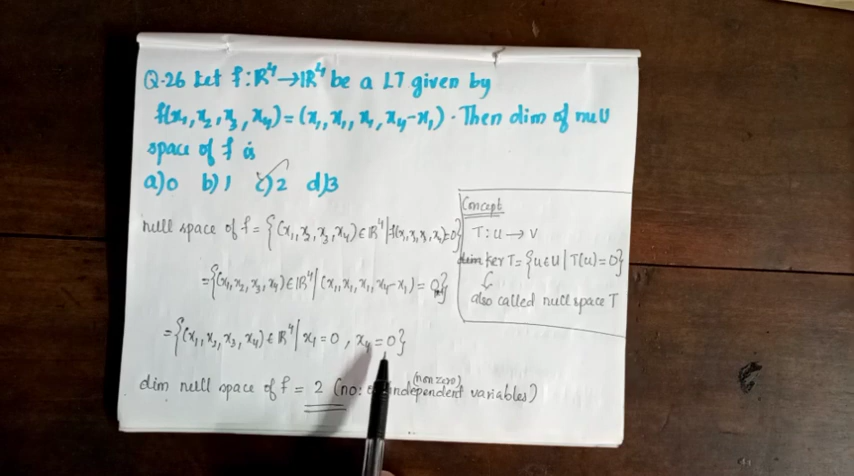 Q.26 Let f:ℝ⁴→ℝ⁴ be a LT given by
f(x₁, x₂, x₃, x₄) = (x₁, x₁, x₁, x₄-x₁). Then dim of null
space of f is
a) 0 b) 1 c) 2 d) 3
null space of f = {(x₁, x₂, x₃, x₄) ∈ ℝ⁴ | f(x₁, x₂, x₃, x₄)=0}
= {(x₁, x₂, x₃, x₄) ∈ ℝ⁴ | (x₁, x₁, x₁, x₄-x₁) = 0}
= {(x₁, x₂, x₃, x₄) ∈ ℝ⁴ | x₁ = 0, x₄ = 0}
dim null space of f = 2 (no: independent variables)
(non zero)
Concept
T: U → V
dim ker T = {u∈U | T(u) = 0}
also called null space T